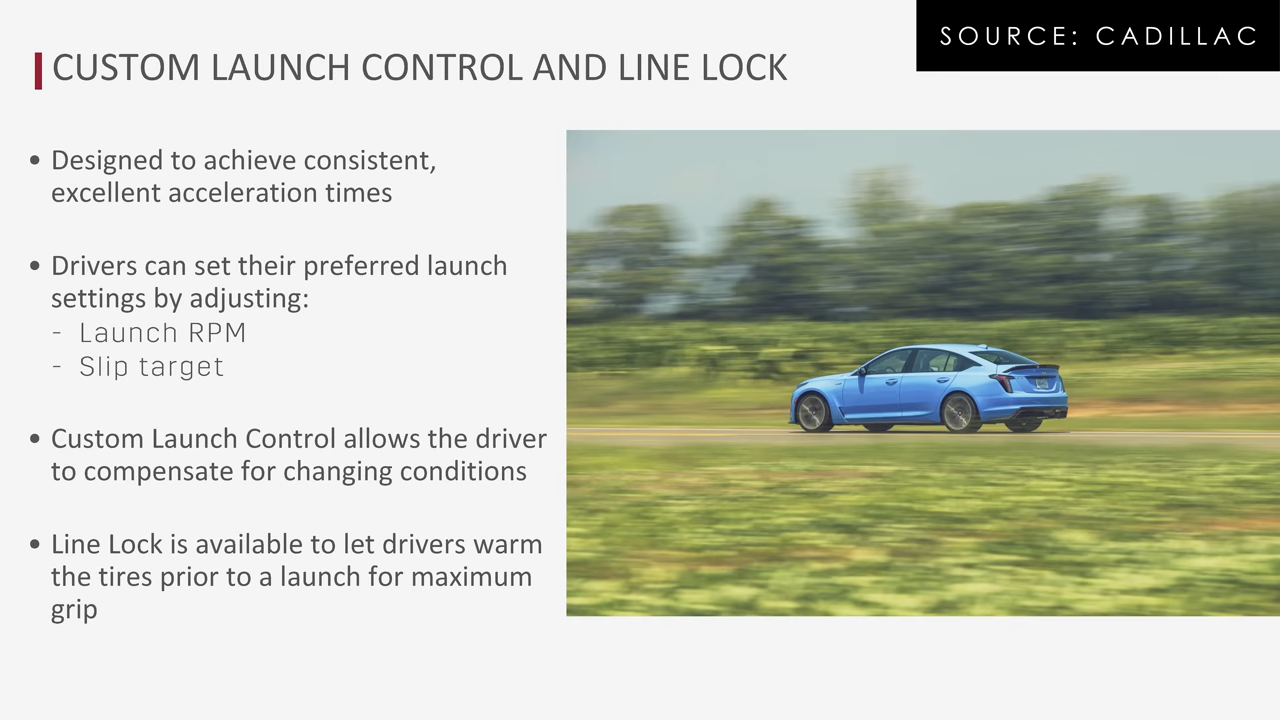 SOURCE: CADILLAC
CUSTOM LAUNCH CONTROL AND LINE LOCK
• Designed to achieve consistent,
excellent acceleration times
• Drivers can set their preferred launch
settings by adjusting:
- Launch RPM
- Slip target
• Custom Launch Control allows the driver
to compensate for changing conditions
• Line Lock is available to let drivers warm
the tires prior to a launch for maximum
grip